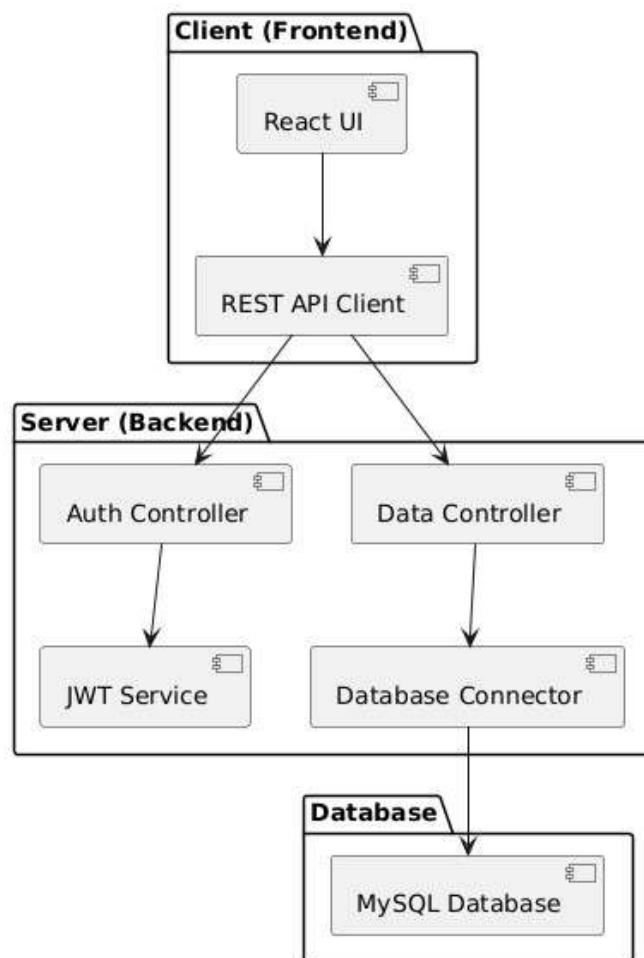 Client (Frontend)
React UI
REST API Client
Server (Backend)
Auth Controller
Data Controller
JWT Service
Database Connector
Database
MySQL Database